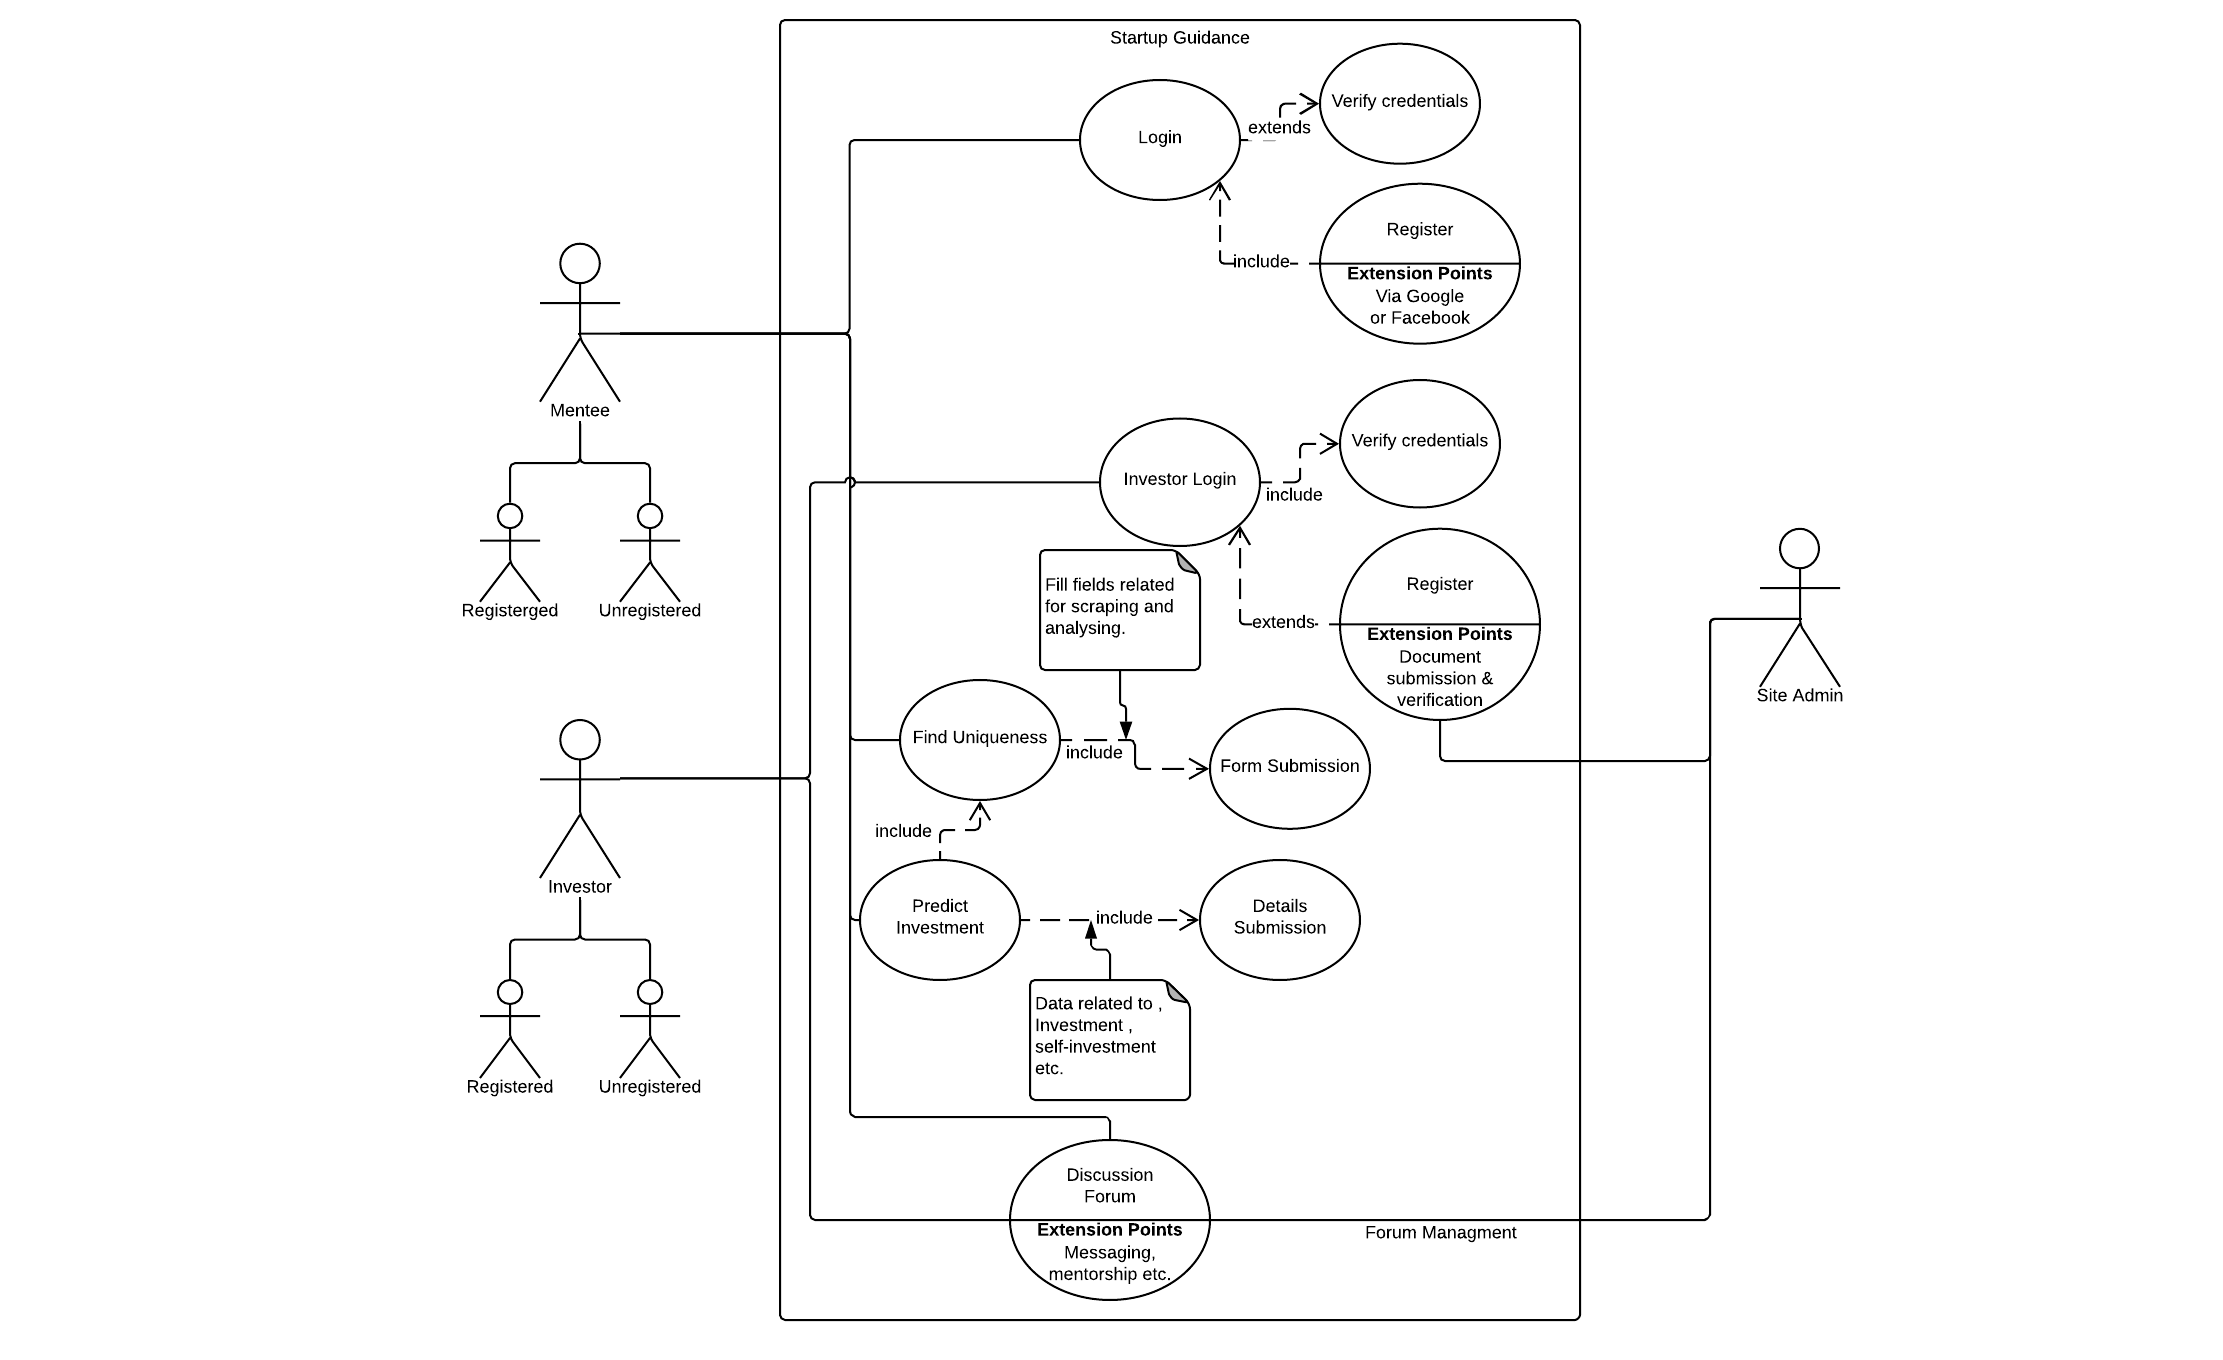 Startup Guidance
Verify credentials
Login
extends
Register
include
Extension Points
Via Google
or Facebook
Mentee
Registerged
Unregistered
Verify credentials
Investor Login
include
Register
extends
Extension Points
Document
submission &
verification
Fill fields related
for scraping and
analysing.
Site Admin
Find Uniqueness
include
Form Submission
include
Investor
Registered
Unregistered
Predict
Investment
include
Details
Submission
Data related to ,
Investment ,
self-investment
etc.
Discussion
Forum
Extension Points
Messaging,
mentorship etc.
Forum Managment